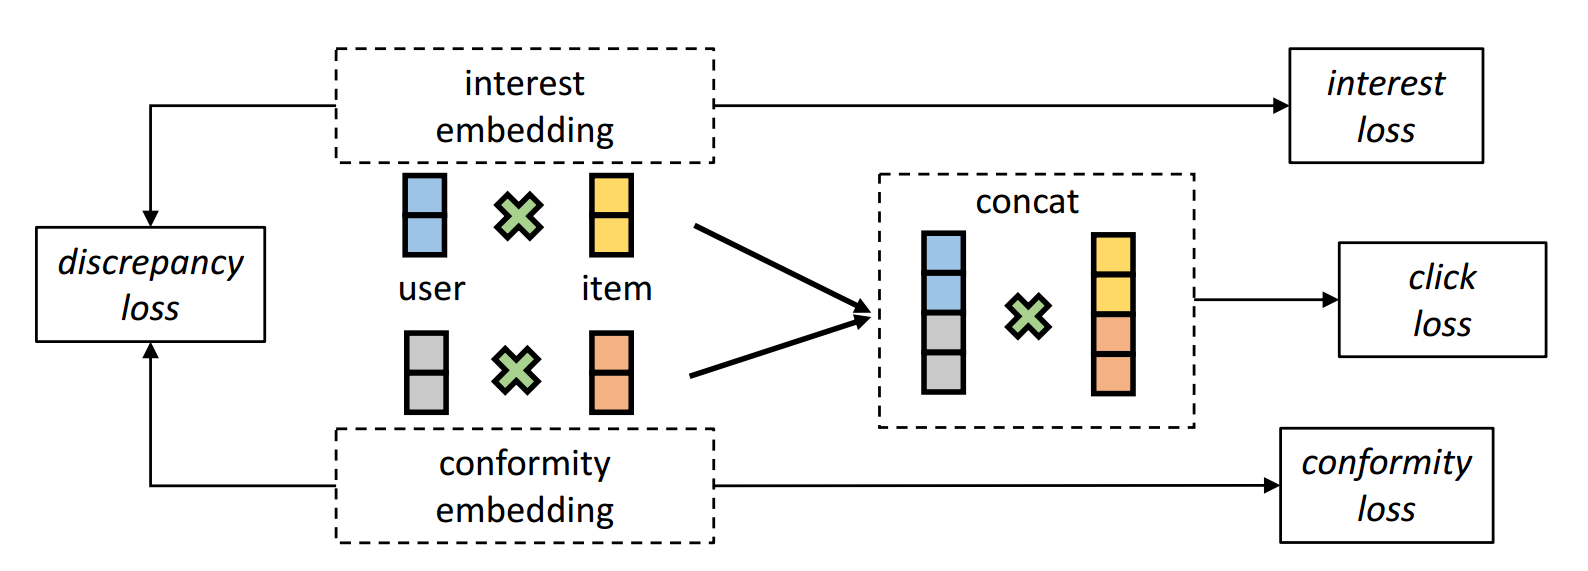 interest
embedding
interest
loss
concat
discrepancy
loss
user
item
click
loss
conformity
embedding
conformity
loss